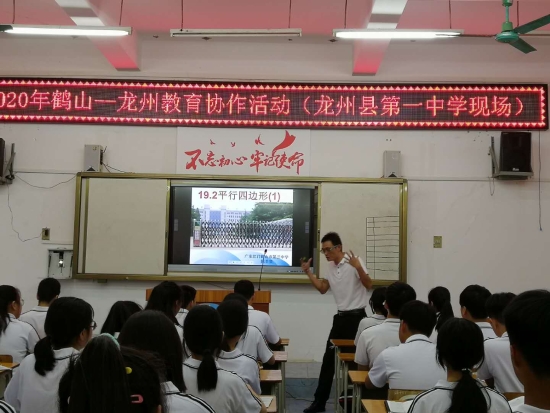 2020年鹤山—龙州教育协作活动（龙州县第一中学现场）
不忘初心 牢记使命
19.2平行四边形(1)